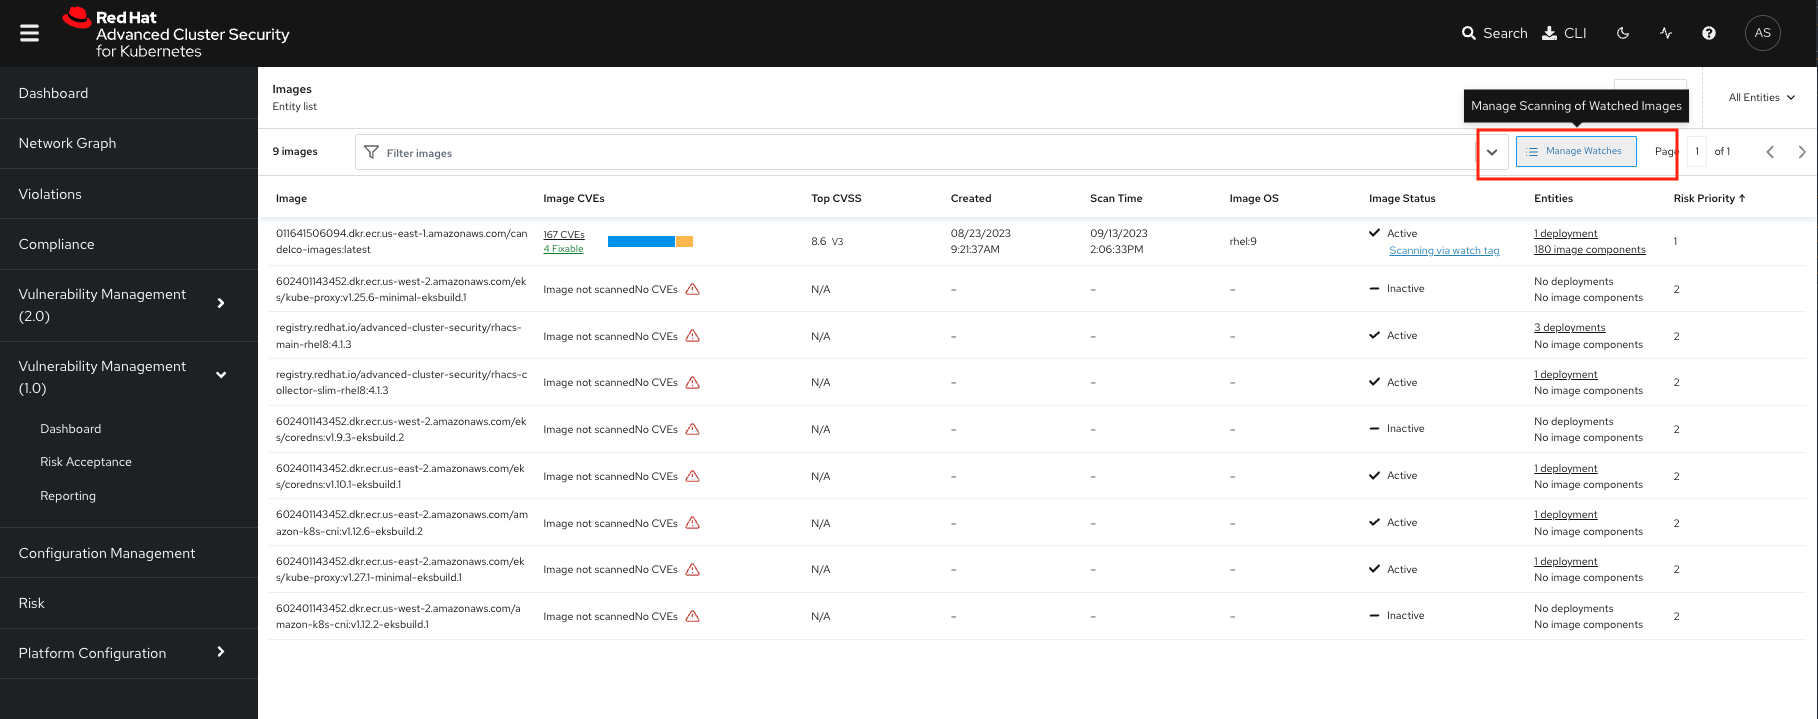 Red Hat
Advanced Cluster Security
for Kubernetes
Search
CLI
AS
Dashboard
Network Graph
Violations
Compliance
Vulnerability Management
(2.0)
Vulnerability Management
(1.0)
Dashboard
Risk Acceptance
Reporting
Configuration Management
Risk
Platform Configuration
Images
Entity list
Manage Scanning of Watched Images
All Entities
9 images
Filter images
Manage Watches
Page 1 of 1
Image Image CVEs Top CVSS Created Scan Time Image OS Image Status Entities Risk Priority
011641506094.dkr.ecr.us-east-1.amazonaws.com/can 167 CVEs 8.6 V3 08/23/2023 09/13/2023 rhel:9 Active 1 deployment 1
delco-images:latest 4 Fixable 9:21:37AM 2:06:33PM Scanning via watch tag 180 image components
602401143452.dkr.ecr.us-west-2.amazonaws.com/ek Image not scannedNo CVEs N/A – – – Inactive No deployments 2
s/kube-proxy:v1.25.6-minimal-eksbuild.1 No image components
registry.redhat.io/advanced-cluster-security/rhacs- Image not scannedNo CVEs N/A – – – Active 3 deployments 2
main-rhel8:4.1.3 No image components
registry.redhat.io/advanced-cluster-security/rhacs-c Image not scannedNo CVEs N/A – – – Active 1 deployment 2
ollector-slim-rhel8:4.1.3 No image components
602401143452.dkr.ecr.us-west-2.amazonaws.com/ek Image not scannedNo CVEs N/A – – – Inactive No deployments 2
s/coredns:v1.9.3-eksbuild.2 No image components
602401143452.dkr.ecr.us-east-2.amazonaws.com/ek Image not scannedNo CVEs N/A – – – Active 1 deployment 2
s/coredns:v1.10.1-eksbuild.1 No image components
602401143452.dkr.ecr.us-east-2.amazonaws.com/am Image not scannedNo CVEs N/A – – – Active 1 deployment 2
azon-k8s-cni:v1.12.6-eksbuild.2 No image components
602401143452.dkr.ecr.us-east-2.amazonaws.com/ek Image not scannedNo CVEs N/A – – – Active 1 deployment 2
s/kube-proxy:v1.27.1-minimal-eksbuild.1 No image components
602401143452.dkr.ecr.us-west-2.amazonaws.com/a Image not scannedNo CVEs N/A – – – Inactive No deployments 2
mazon-k8s-cni:v1.12.2-eksbuild.1 No image components